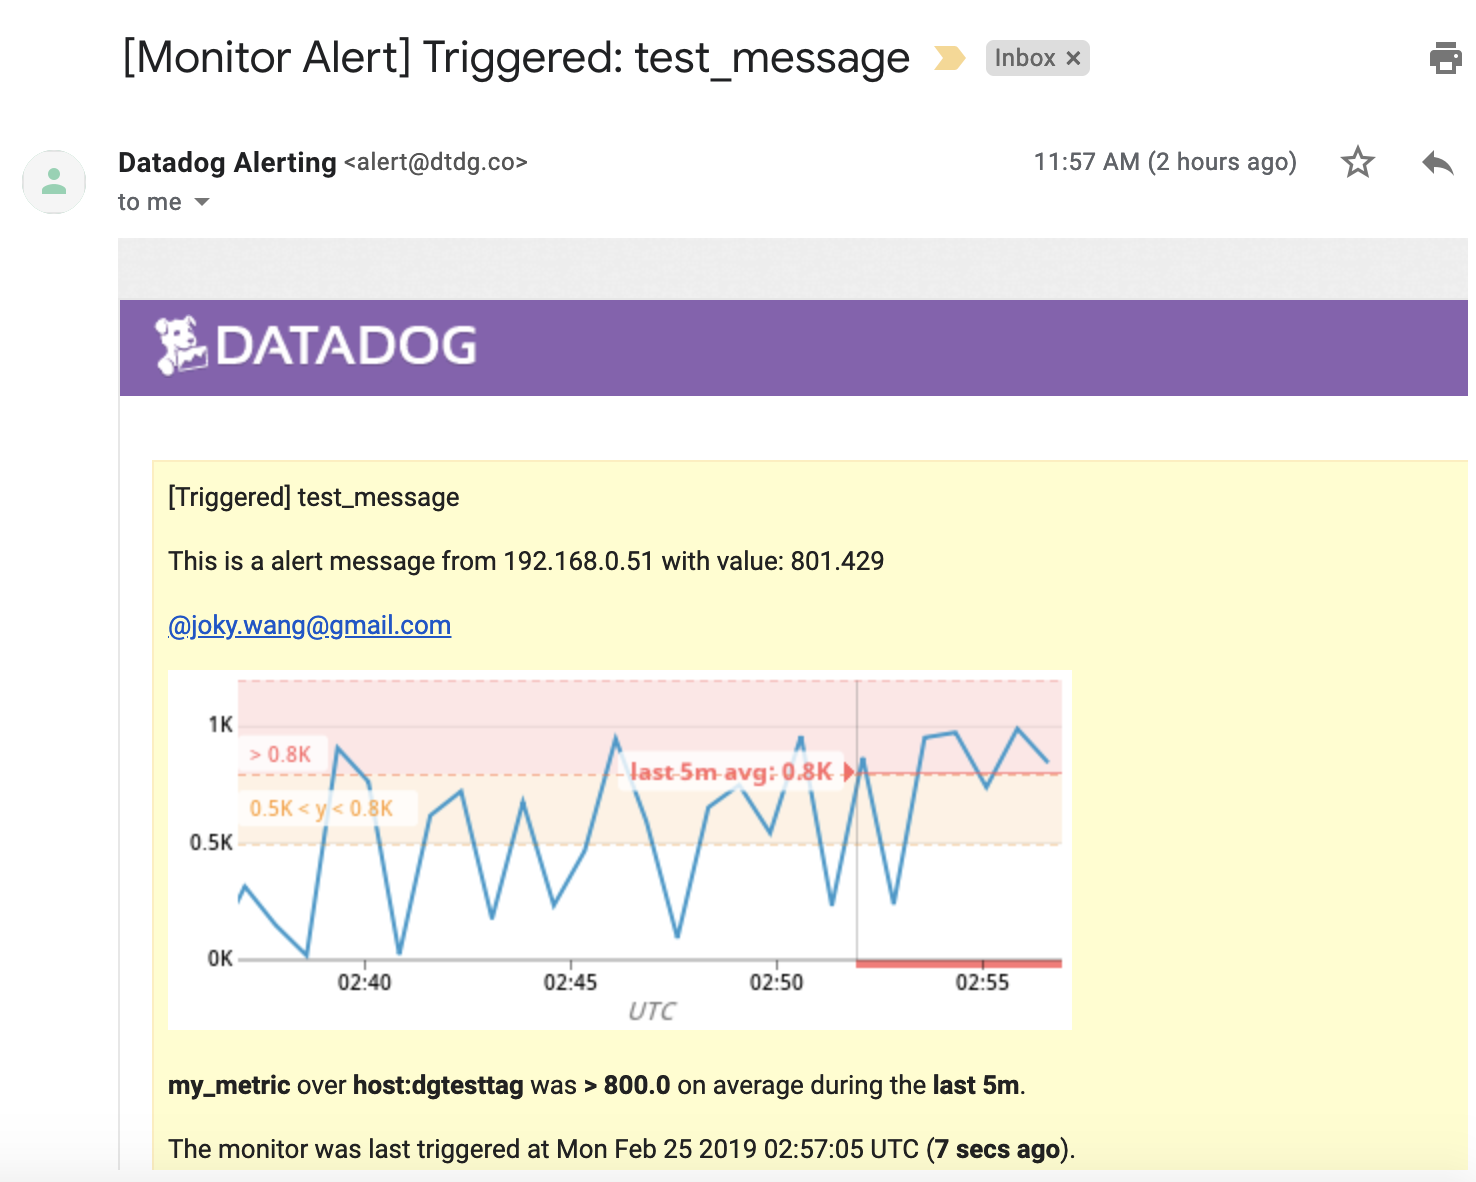 [Monitor Alert] Triggered: test_message
Inbox ×
Datadog Alerting <alert@dtdg.co>
11:57 AM (2 hours ago)
to me
DATADOG
[Triggered] test_message
This is a alert message from 192.168.0.51 with value: 801.429
@joky.wang@gmail.com
1K
> 0.8K
last 5m avg: 0.8K
0.5K < y < 0.8K
0.5K
0K
02:40 02:45 02:50 02:55
UTC
my_metric over host:dgtesttag was > 800.0 on average during the last 5m.
The monitor was last triggered at Mon Feb 25 2019 02:57:05 UTC (7 secs ago).